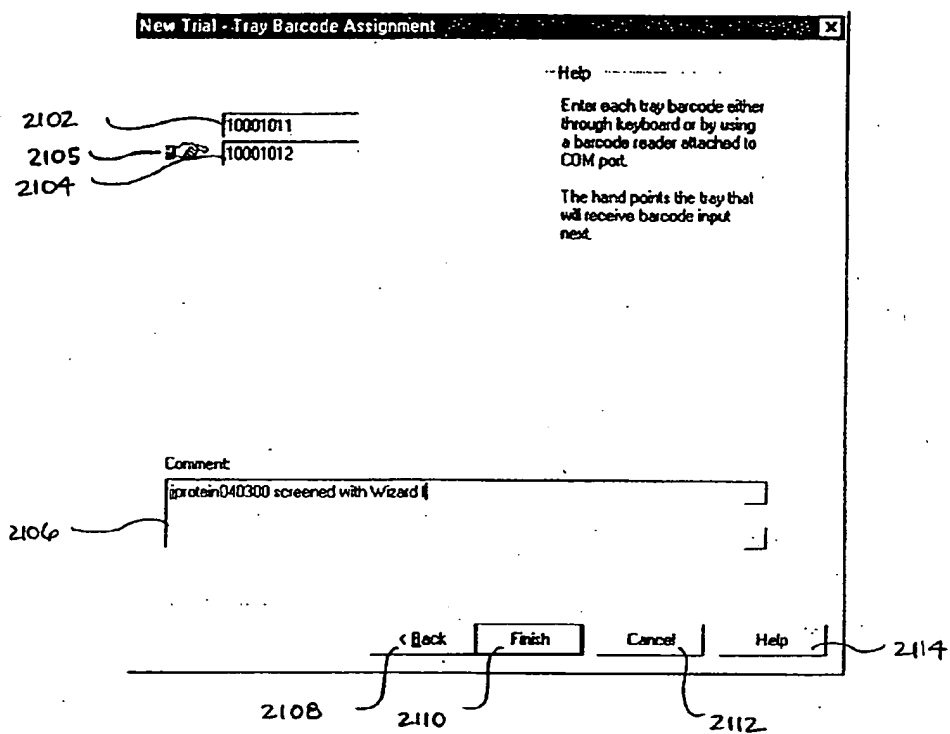 New Trial - Tray Barcode Assignment
Help
Enter each tray barcode either
through keyboard or by using
a barcode reader attached to
COM port.
The hand points the tray that
will receive barcode input
next.
2102
10001011
2105
10001012
2104
Comment:
jprotein040300 screened with Wizard I
2106
< Back
Finish
Cancel
Help
2114
2108
2110
2112